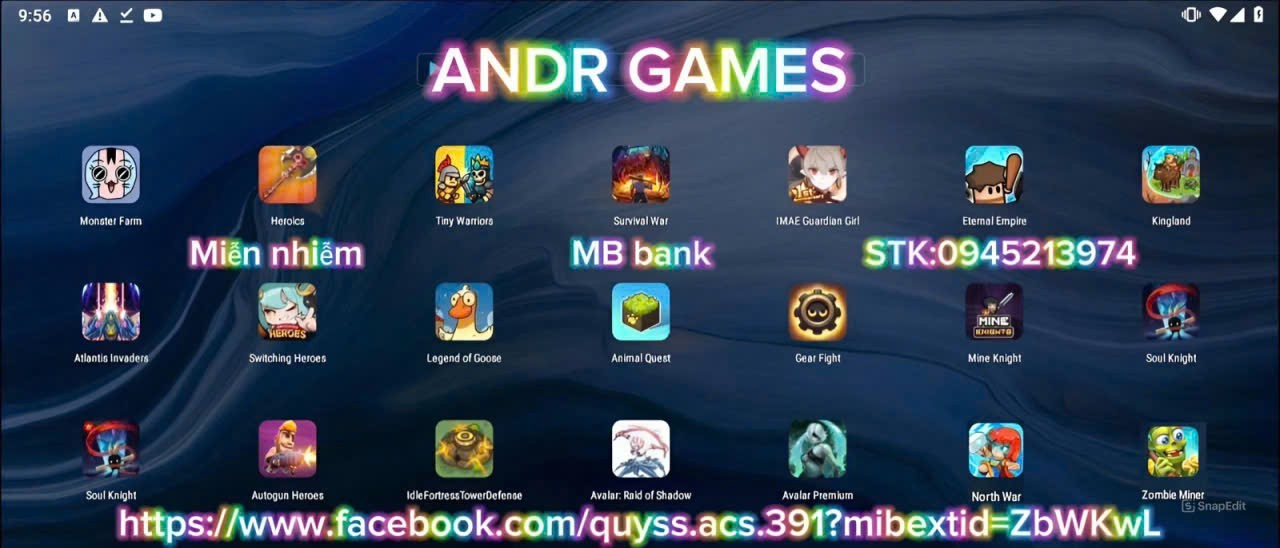 9:56
ANDR GAMES
Monster Farm
Heroics
Tiny Warriors
Survival War
IMAE Guardian Girl
Eternal Empire
Kingland
Miễn nhiễm
MB bank
STK:0945213974
HEROES
MINE
KNIGHTS
Atlantis Invaders
Switching Heroes
Legend of Goose
Animal Quest
Gear Fight
Mine Knight
Soul Knight
Soul Knight
Autogun Heroes
IdleFortressTowerDefense
Avalar: Raid of Shadow
Avalar Premium
North War
Zombie Miner
SnapEdit
https://www.facebook.com/quyss.acs.391?mibextid=ZbWKwL